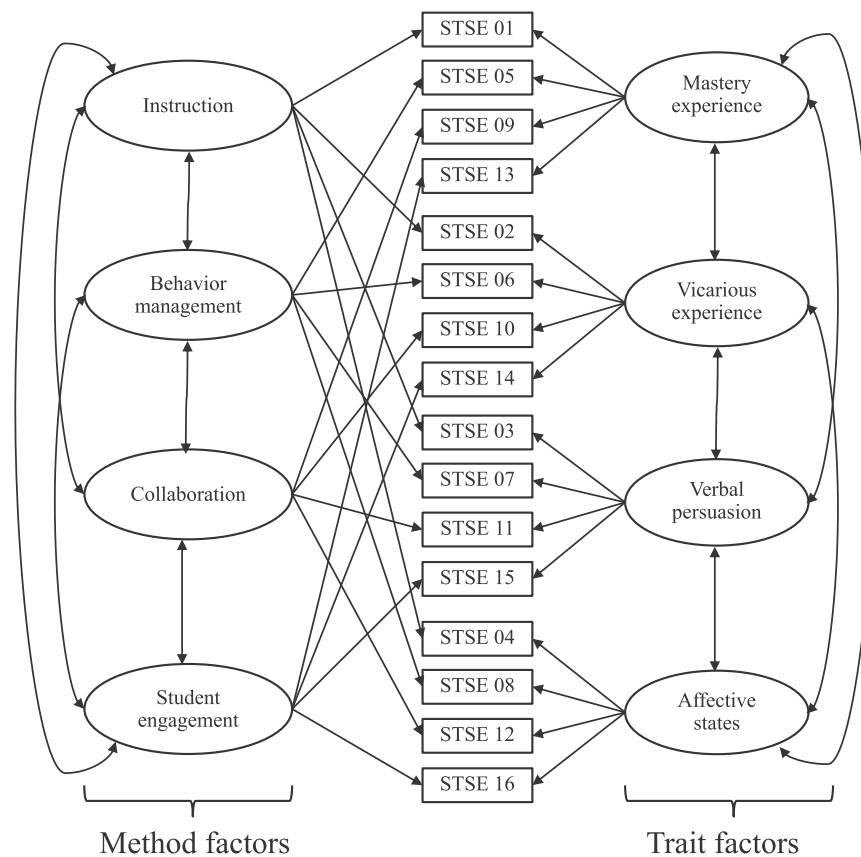 Instruction
Behavior
management
Collaboration
Student
engagement
Method factors
STSE 01
STSE 05
STSE 09
STSE 13
STSE 02
STSE 06
STSE 10
STSE 14
STSE 03
STSE 07
STSE 11
STSE 15
STSE 04
STSE 08
STSE 12
STSE 16
Mastery
experience
Vicarious
experience
Verbal
persuasion
Affective
states
Trait factors